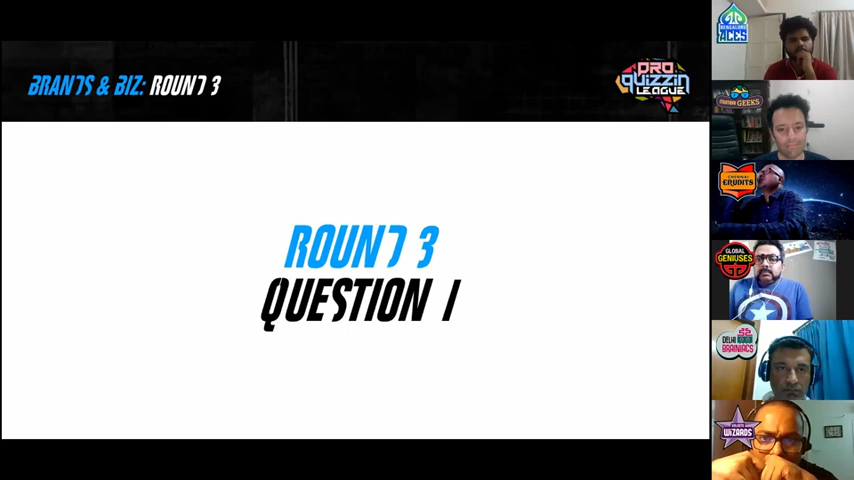 BRANDS & BIZ: ROUND 3
PRO
QUIZZIN
LEAGUE
ROUND 3
QUESTION 1
BENGALURU
ACES
GEEKS
CHENNAI
ERUDITS
GLOBAL
GENIUSES
DELHI
BRAINIACS
WIZARDS